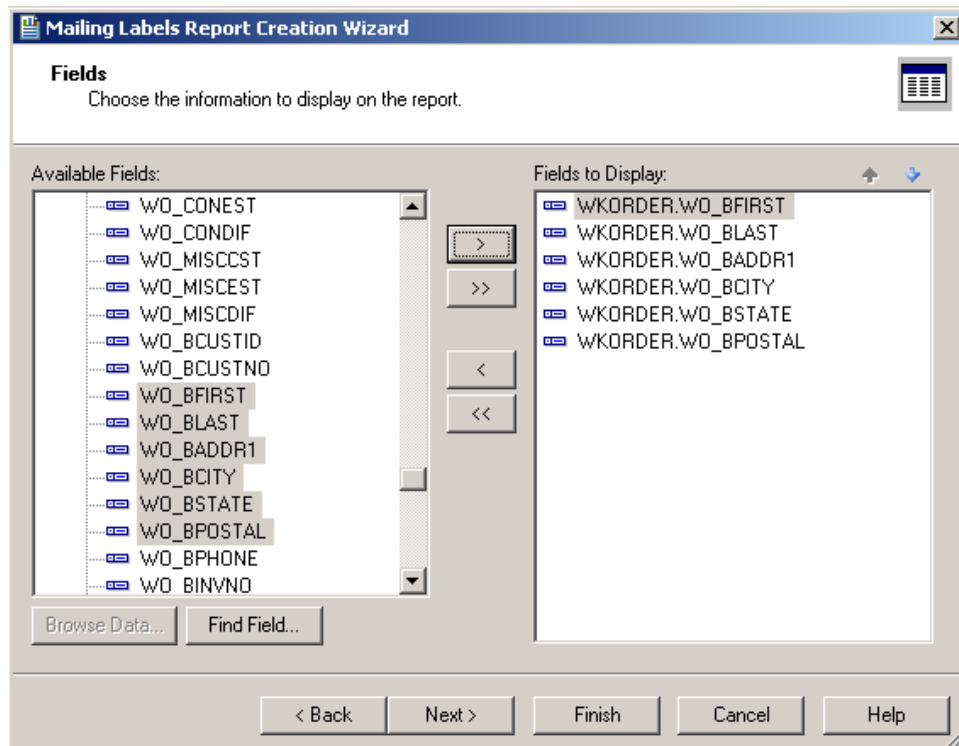 Mailing Labels Report Creation Wizard
Fields
Choose the information to display on the report.
Available Fields:
WO_CONEST
WO_CONDIF
WO_MISCCST
WO_MISCEST
WO_MISCDIF
WO_BCUSTID
WO_BCUSTNO
WO_BFIRST
WO_BLAST
WO_BADDR1
WO_BCITY
WO_BSTATE
WO_BPOSTAL
WO_BPHONE
WO_BINVNO
>
>>
<
<<
Fields to Display:
WKORDER.WO_BFIRST
WKORDER.WO_BLAST
WKORDER.WO_BADDR1
WKORDER.WO_BCITY
WKORDER.WO_BSTATE
WKORDER.WO_BPOSTAL
Browse Data... Find Field...
< Back Next > Finish Cancel Help